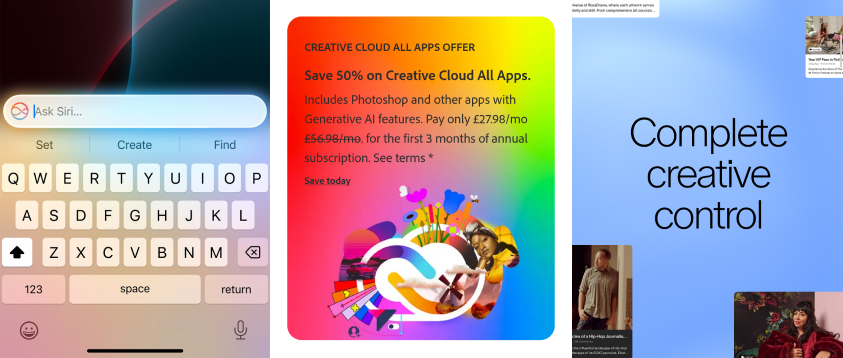 Ask Siri...
Set Create Find
Q W E R T Y U I O P
A S D F G H J K L
Z X C V B N M
123 space return
CREATIVE CLOUD ALL APPS OFFER
Save 50% on Creative Cloud All Apps.
Includes Photoshop and other apps with
Generative AI features. Pay only £27.98/mo
£56.98/mo. for the first 3 months of annual
subscription. See terms *
Save today
Complete
creative
control